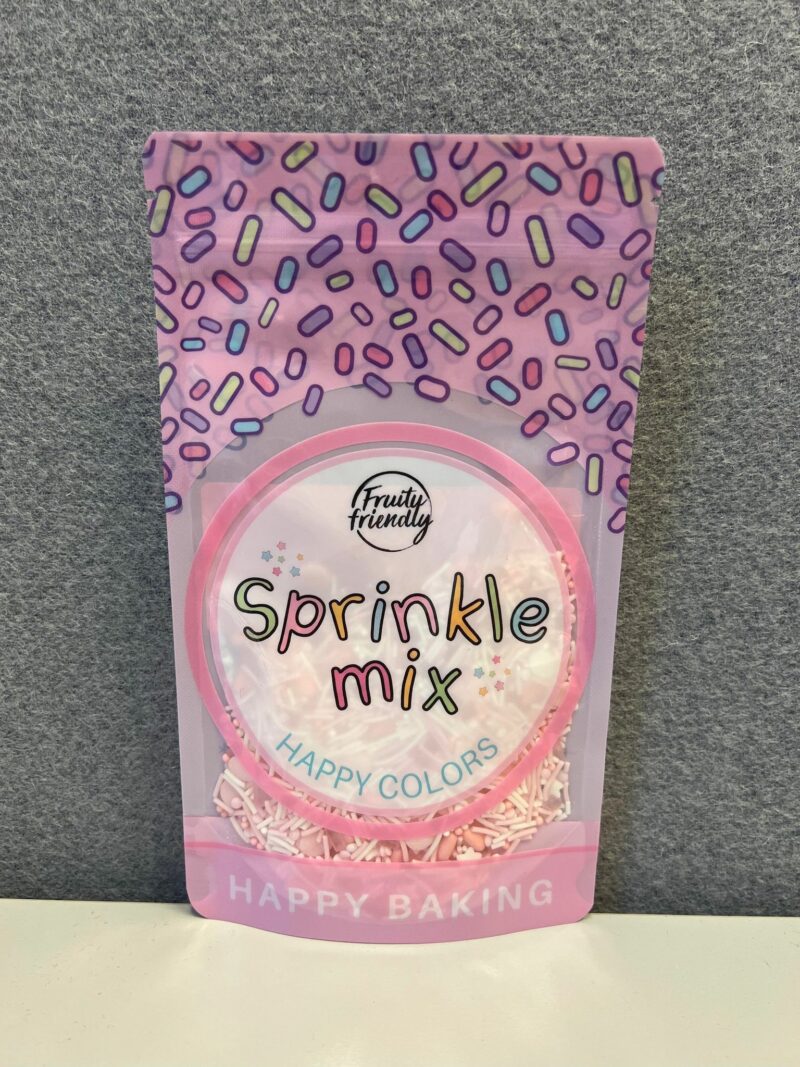 Fruity
friendly
Sprinkle
mix
HAPPY COLORS
HAPPY BAKING